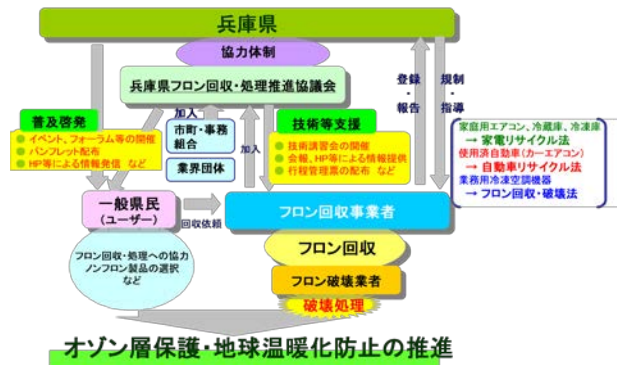 兵庫県
協力体制
兵庫県フロン回収・処理推進協議会
登録・報告
規制・指導
普及啓発
● イベント、フォーラム等の開催
● パンフレット配布
● HP等による情報発信 など
加入
市町・事務組合
業界団体
加入
技術等支援
● 技術講習会の開催
● 会報、HP等による情報提供
● 行程管理票の配布 など
家庭用エアコン、冷蔵庫、冷凍庫
→ 家電リサイクル法
使用済自動車(カーエアコン)
→ 自動車リサイクル法
業務用冷凍空調機器
→ フロン回収・破壊法
一般県民
(ユーザー)
回収依頼
フロン回収事業者
フロン回収・処理への協力
ノンフロン製品の選択
など
フロン回収
フロン破壊業者
破壊処理
オゾン層保護・地球温暖化防止の推進